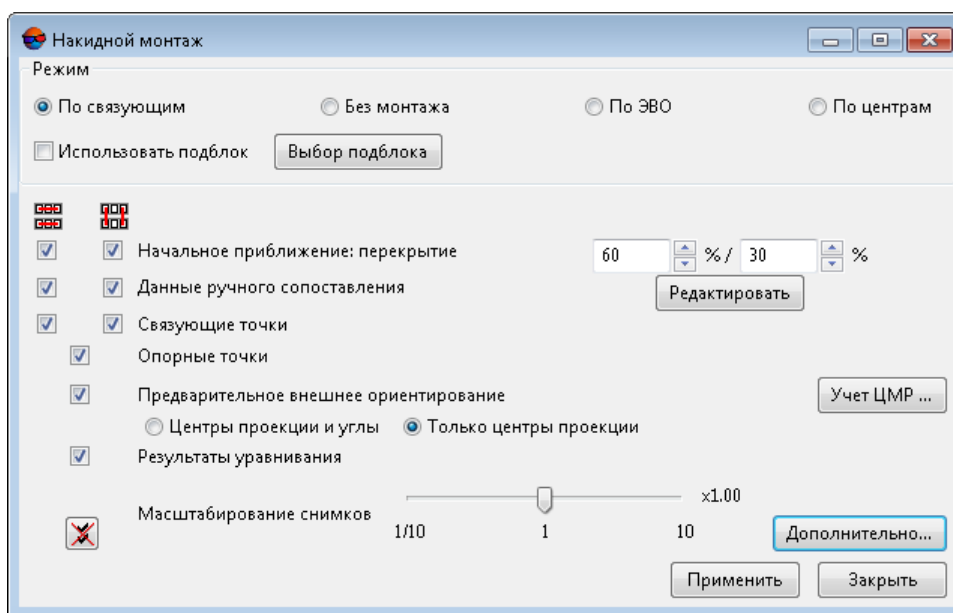 Накидной монтаж
Режим
По связующим Без монтажа По ЭВО По центрам
Использовать подблок Выбор подблока
Начальное приближение: перекрытие 60 % / 30 %
Данные ручного сопоставления Редактировать
Связующие точки
Опорные точки
Предварительное внешнее ориентирование Учет ЦМР ...
Центры проекции и углы Только центры проекции
Результаты уравнивания
Масштабирование снимков x1.00
1/10 1 10 Дополнительно...
Применить Закрыть